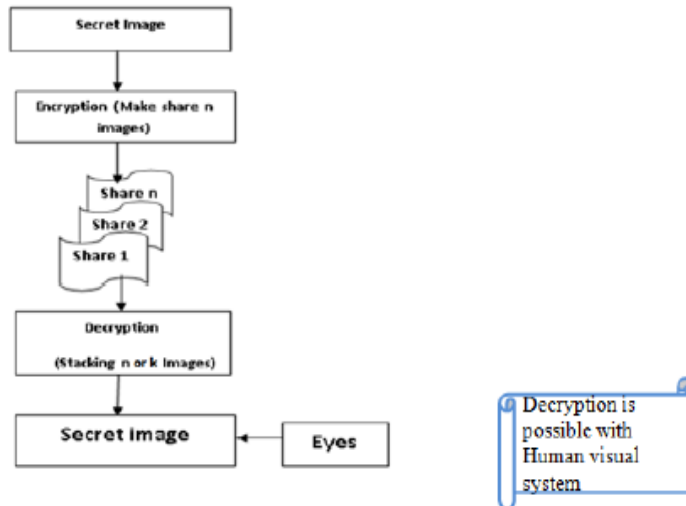 Secret Image
Encryption (Make share n
images)
Share n
Share 2
Share 1
Decryption
(Stacking n or k Images)
Secret image
Eyes
Decryption is
possible with
Human visual
system